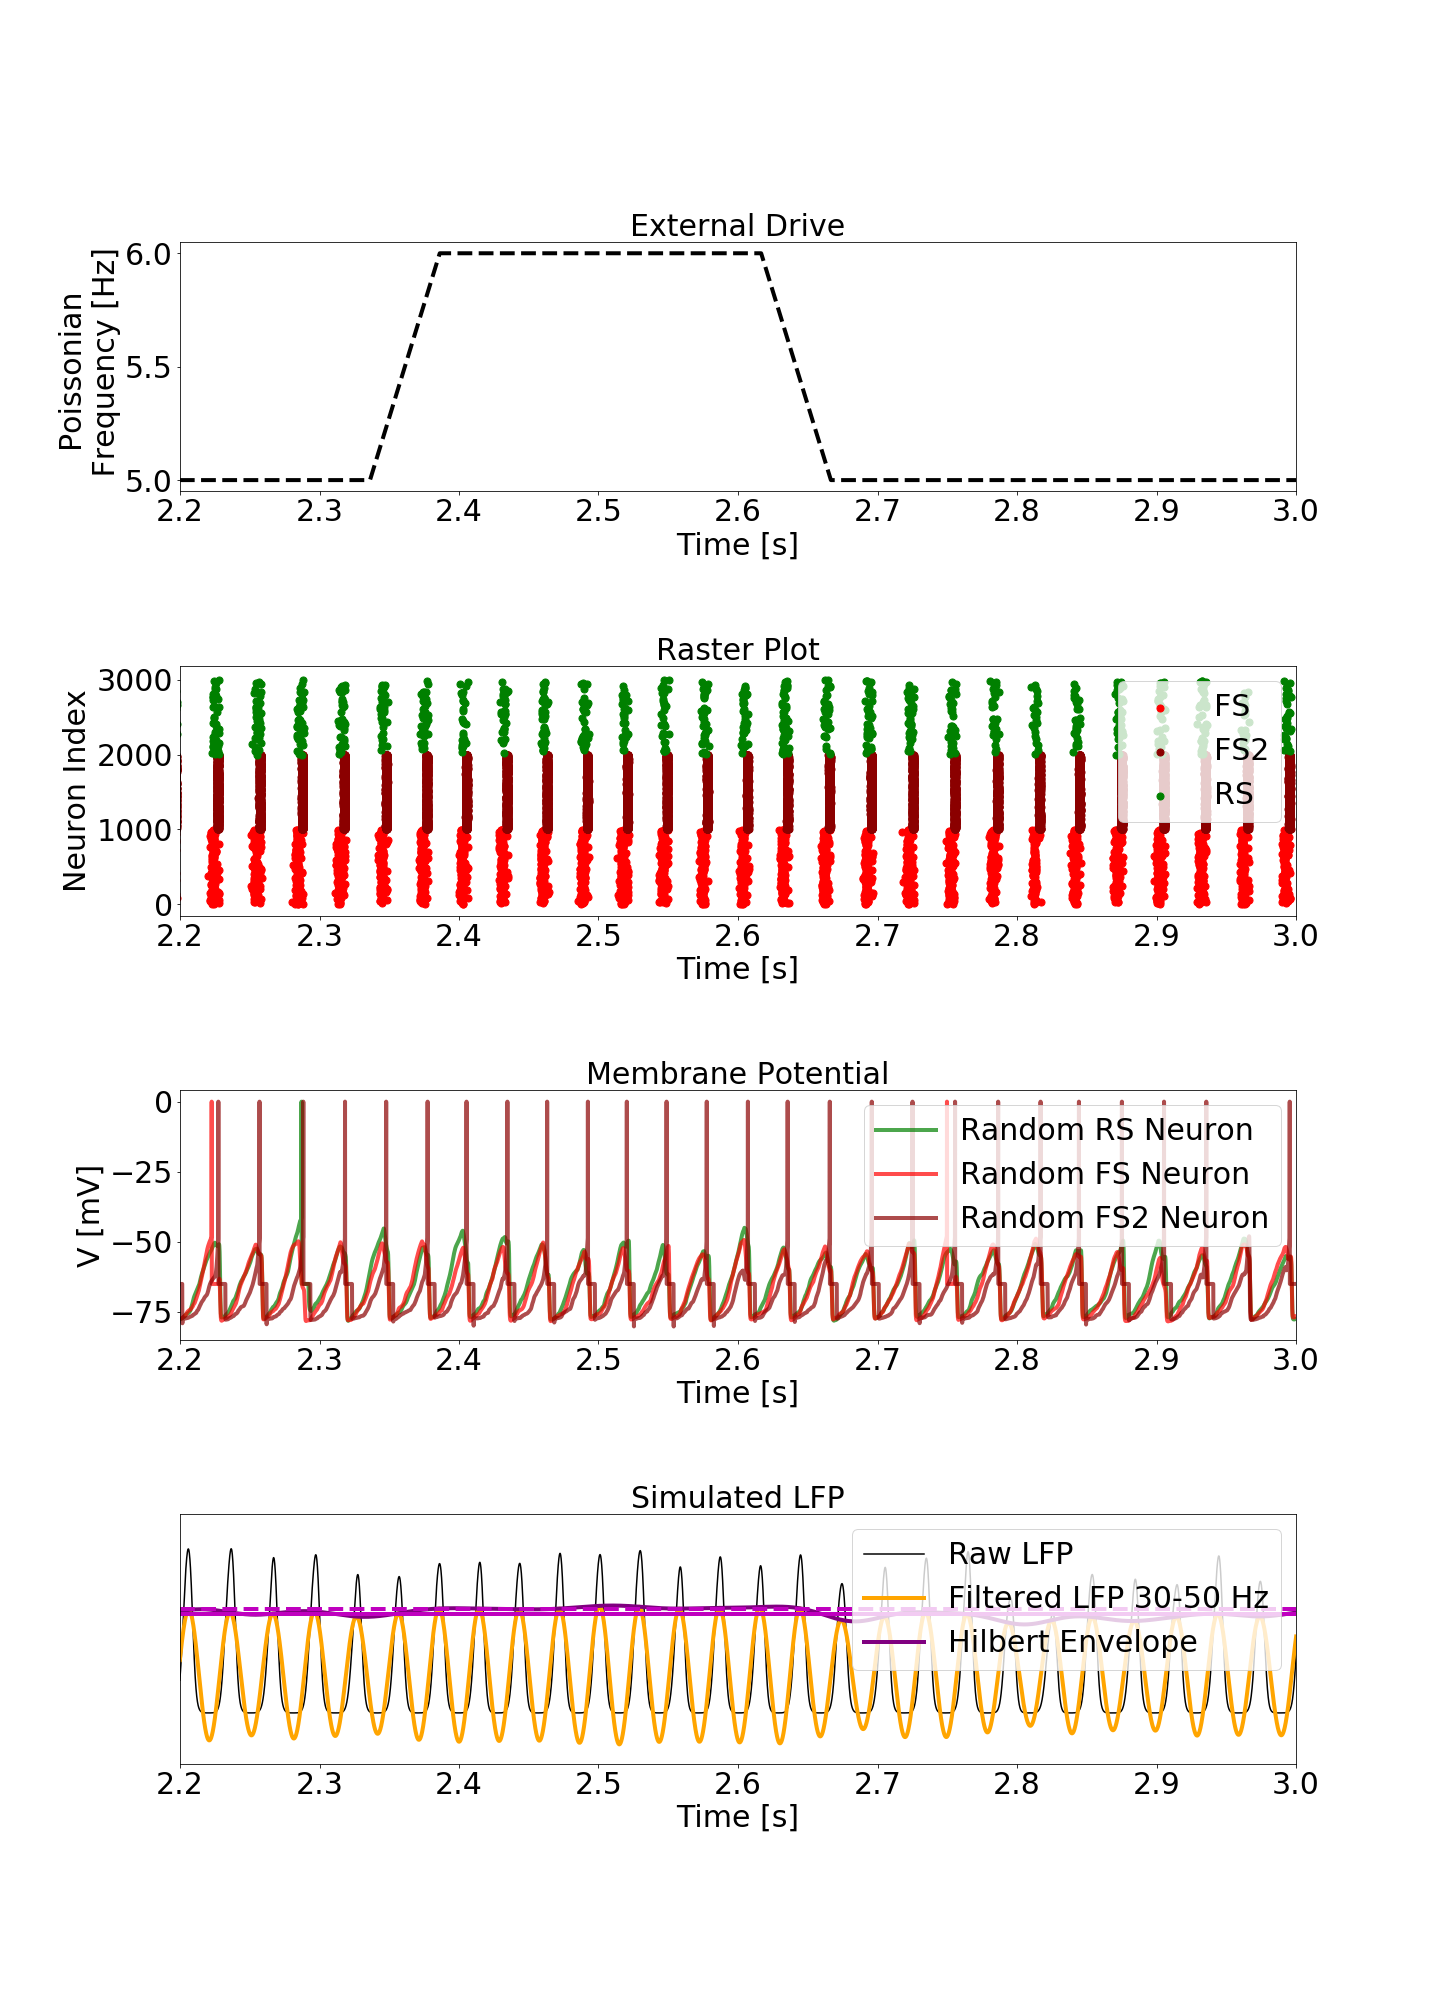 External Drive
Poissonian
Frequency [Hz]
6.0
5.5
5.0
2.2 2.3 2.4 2.5 2.6 2.7 2.8 2.9 3.0
Time [s]
Raster Plot
Neuron Index
3000
2000
1000
0
FS
FS2
RS
2.2 2.3 2.4 2.5 2.6 2.7 2.8 2.9 3.0
Time [s]
Membrane Potential
V [mV]
0
−25
−50
−75
Random RS Neuron
Random FS Neuron
Random FS2 Neuron
2.2 2.3 2.4 2.5 2.6 2.7 2.8 2.9 3.0
Time [s]
Simulated LFP
Raw LFP
Filtered LFP 30-50 Hz
Hilbert Envelope
2.2 2.3 2.4 2.5 2.6 2.7 2.8 2.9 3.0
Time [s]